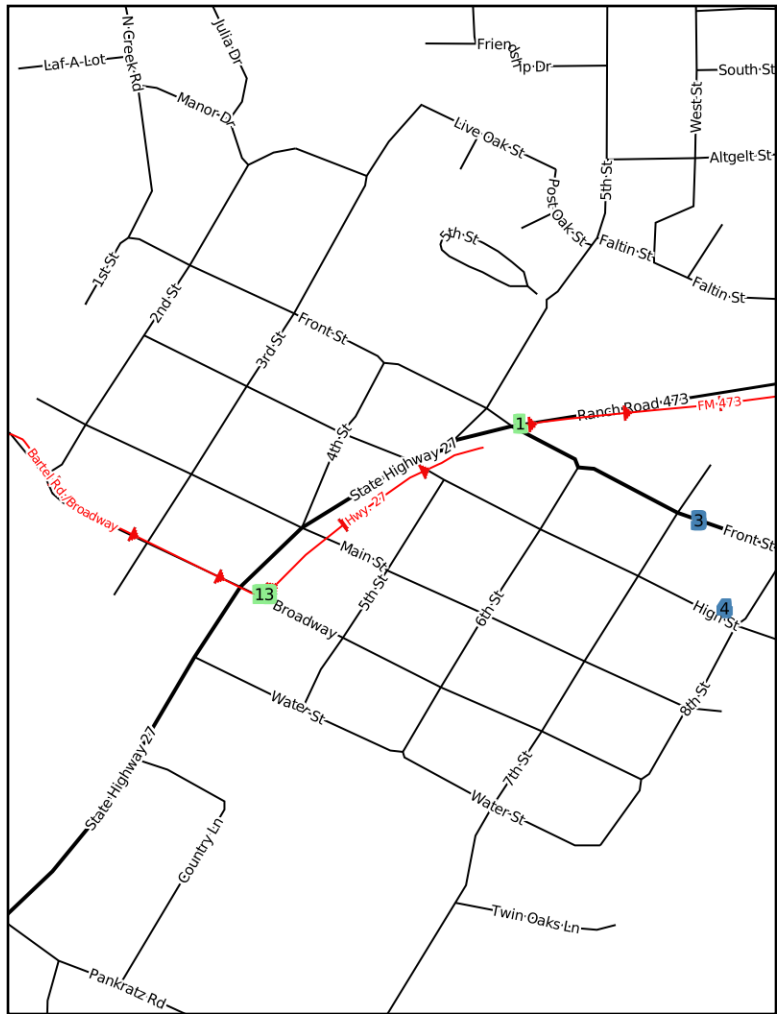 N Creek Rd
Julia Dr
Laf-A-Lot
Manor Dr
Friendship Dr
South St
West St
Live Oak St
Altgelt St
5th St
Post Oak St
5th St
Faltin St
Faltin St
1st St
2nd St
Front St
3rd St
Ranch Road 473
FM 473
1
4th St
State Highway 27
Bartel Rd./Broadway
Hwy. 27
3
Front St
Main St
13
Broadway
5th St
6th St
4
High St
8th St
Water St
State Highway 27
7th St
Water St
Country Ln
Twin Oaks Ln
Pankratz Rd